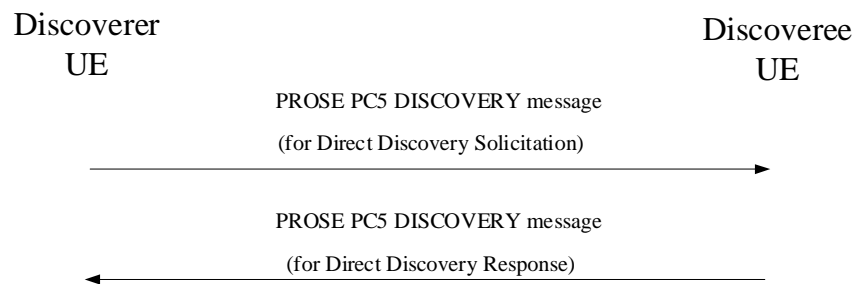 Discoverer
UE
Discoveree
UE
PROSE PC5 DISCOVERY message
(for Direct Discovery Solicitation)
PROSE PC5 DISCOVERY message
(for Direct Discovery Response)